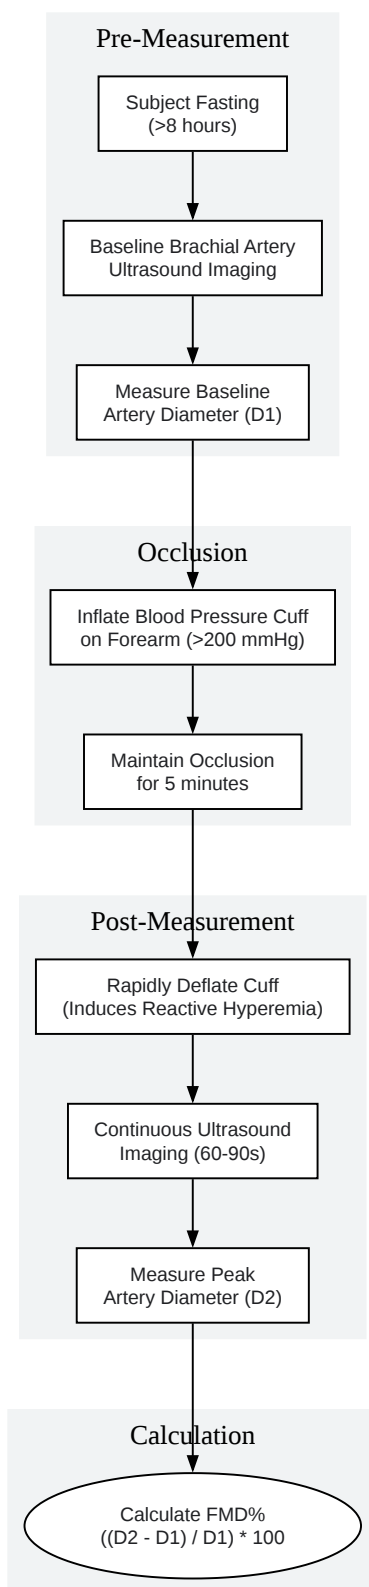 Pre-Measurement
Subject Fasting
(>8 hours)
Baseline Brachial Artery
Ultrasound Imaging
Measure Baseline
Artery Diameter (D1)
Occlusion
Inflate Blood Pressure Cuff
on Forearm (>200 mmHg)
Maintain Occlusion
for 5 minutes
Post-Measurement
Rapidly Deflate Cuff
(Induces Reactive Hyperemia)
Continuous Ultrasound
Imaging (60-90s)
Measure Peak
Artery Diameter (D2)
Calculation
Calculate FMD%
((D2 - D1) / D1) * 100